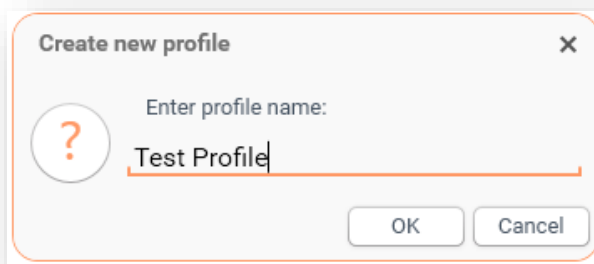 Create new profile ×
?
Enter profile name:
Test Profile
OK Cancel